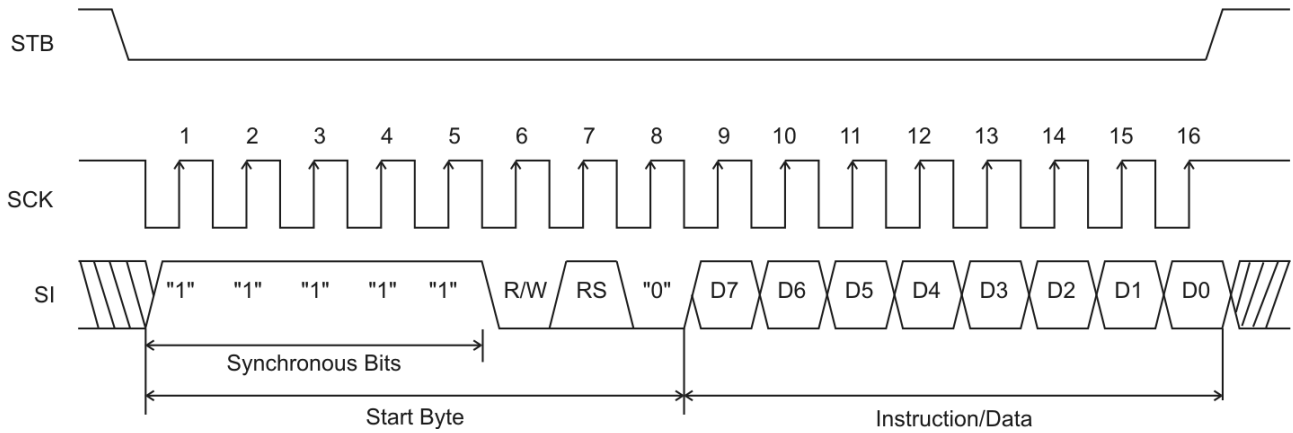 STB
1 2 3 4 5 6 7 8 9 10 11 12 13 14 15 16
SCK
SI "1" "1" "1" "1" "1" R/W RS "0" D7 D6 D5 D4 D3 D2 D1 D0
Synchronous Bits
Start Byte Instruction/Data